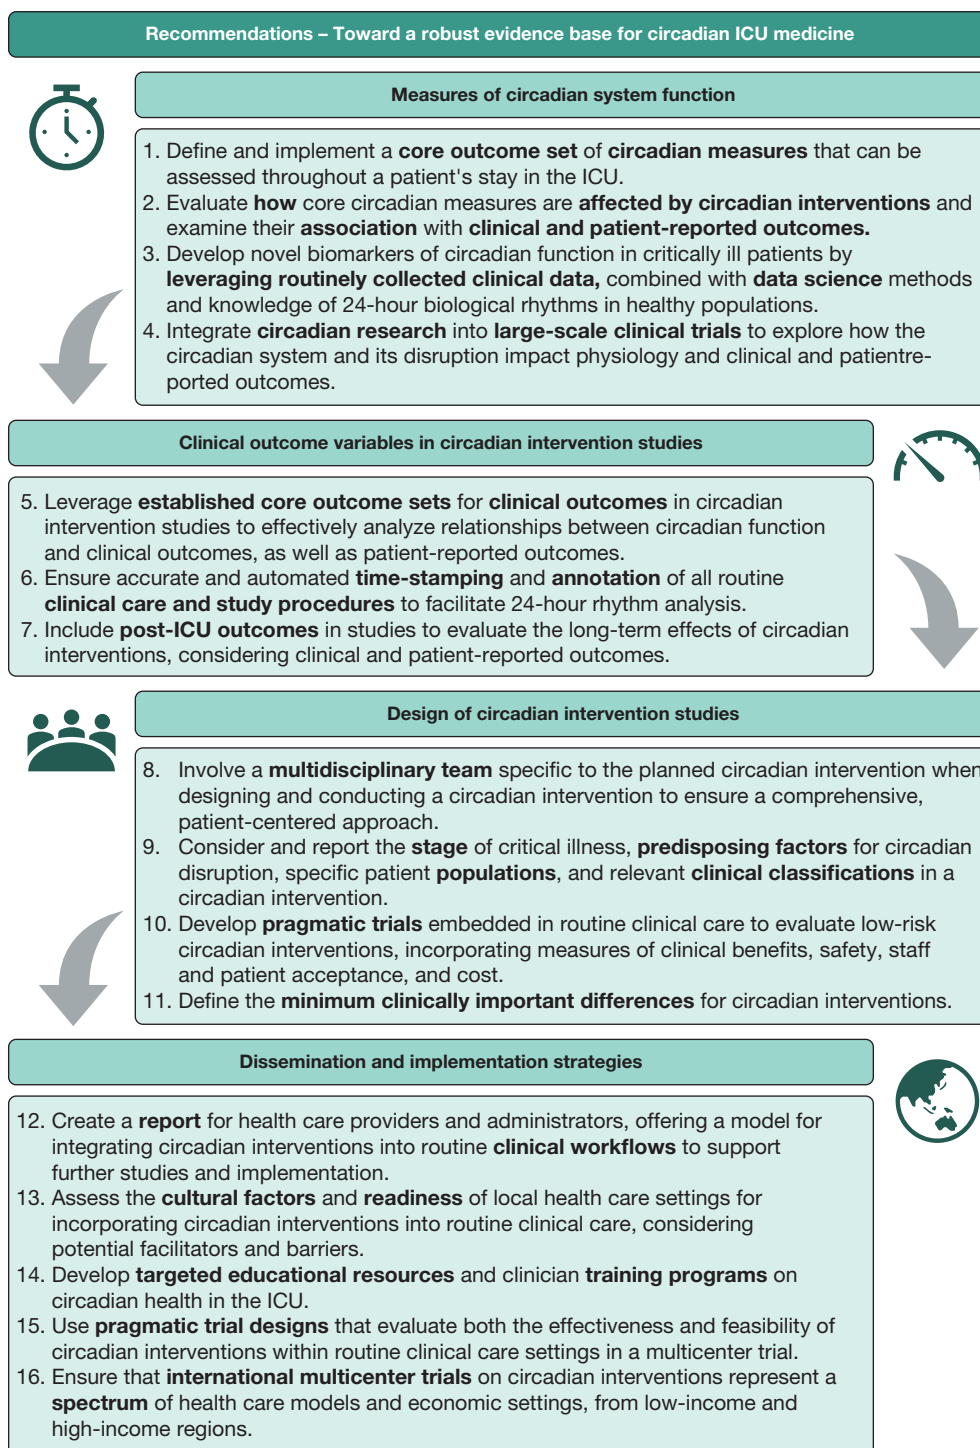 Recommendations – Toward a robust evidence base for circadian ICU medicine
Measures of circadian system function
1. Define and implement a core outcome set of circadian measures that can be
assessed throughout a patient's stay in the ICU.
2. Evaluate how core circadian measures are affected by circadian interventions and
examine their association with clinical and patient-reported outcomes.
3. Develop novel biomarkers of circadian function in critically ill patients by
leveraging routinely collected clinical data, combined with data science methods
and knowledge of 24-hour biological rhythms in healthy populations.
4. Integrate circadian research into large-scale clinical trials to explore how the
circadian system and its disruption impact physiology and clinical and patientre-
ported outcomes.
Clinical outcome variables in circadian intervention studies
5. Leverage established core outcome sets for clinical outcomes in circadian
intervention studies to effectively analyze relationships between circadian function
and clinical outcomes, as well as patient-reported outcomes.
6. Ensure accurate and automated time-stamping and annotation of all routine
clinical care and study procedures to facilitate 24-hour rhythm analysis.
7. Include post-ICU outcomes in studies to evaluate the long-term effects of circadian
interventions, considering clinical and patient-reported outcomes.
Design of circadian intervention studies
8. Involve a multidisciplinary team specific to the planned circadian intervention when
designing and conducting a circadian intervention to ensure a comprehensive,
patient-centered approach.
9. Consider and report the stage of critical illness, predisposing factors for circadian
disruption, specific patient populations, and relevant clinical classifications in a
circadian intervention.
10. Develop pragmatic trials embedded in routine clinical care to evaluate low-risk
circadian interventions, incorporating measures of clinical benefits, safety, staff
and patient acceptance, and cost.
11. Define the minimum clinically important differences for circadian interventions.
Dissemination and implementation strategies
12. Create a report for health care providers and administrators, offering a model for
integrating circadian interventions into routine clinical workflows to support
further studies and implementation.
13. Assess the cultural factors and readiness of local health care settings for
incorporating circadian interventions into routine clinical care, considering
potential facilitators and barriers.
14. Develop targeted educational resources and clinician training programs on
circadian health in the ICU.
15. Use pragmatic trial designs that evaluate both the effectiveness and feasibility of
circadian interventions within routine clinical care settings in a multicenter trial.
16. Ensure that international multicenter trials on circadian interventions represent a
spectrum of health care models and economic settings, from low-income and
high-income regions.